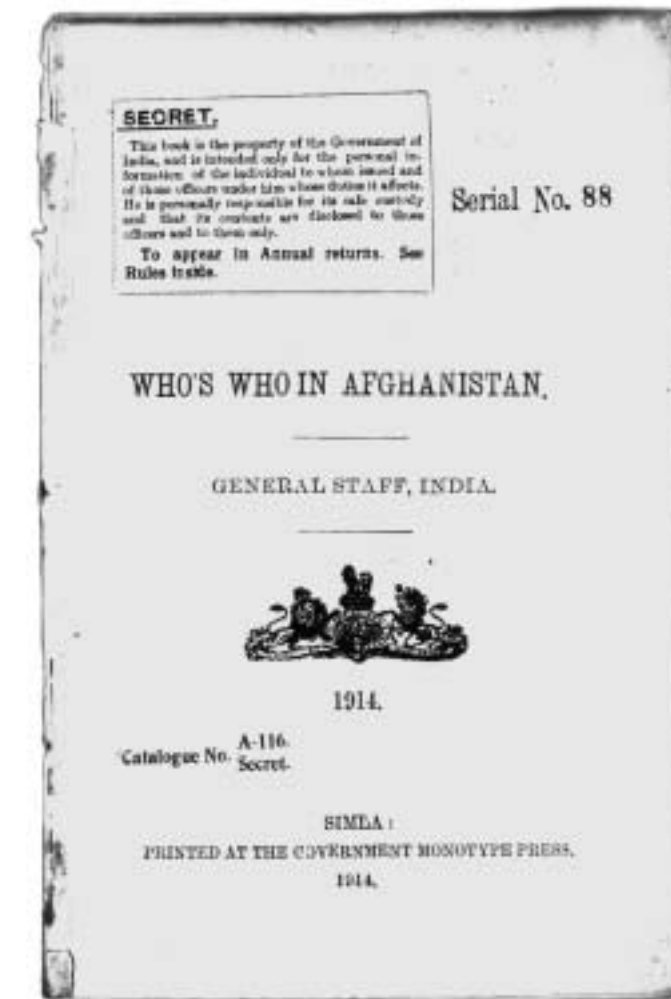 SECRET.
This book is the property of the Government of
India, and is intended only for the personal in-
formation of the individual to whom issued and
of those officers under him whose duties it affects.
He is personally responsible for its safe custody
and that its contents are disclosed to those
officers and to them only.
To appear in Annual returns. See
Rules inside.
Serial No. 88
WHO'S WHO IN AFGHANISTAN.
GENERAL STAFF, INDIA.
1914.
Catalogue No. A-116.
Secret.
SIMLA:
PRINTED AT THE GOVERNMENT MONOTYPE PRESS.
1914.